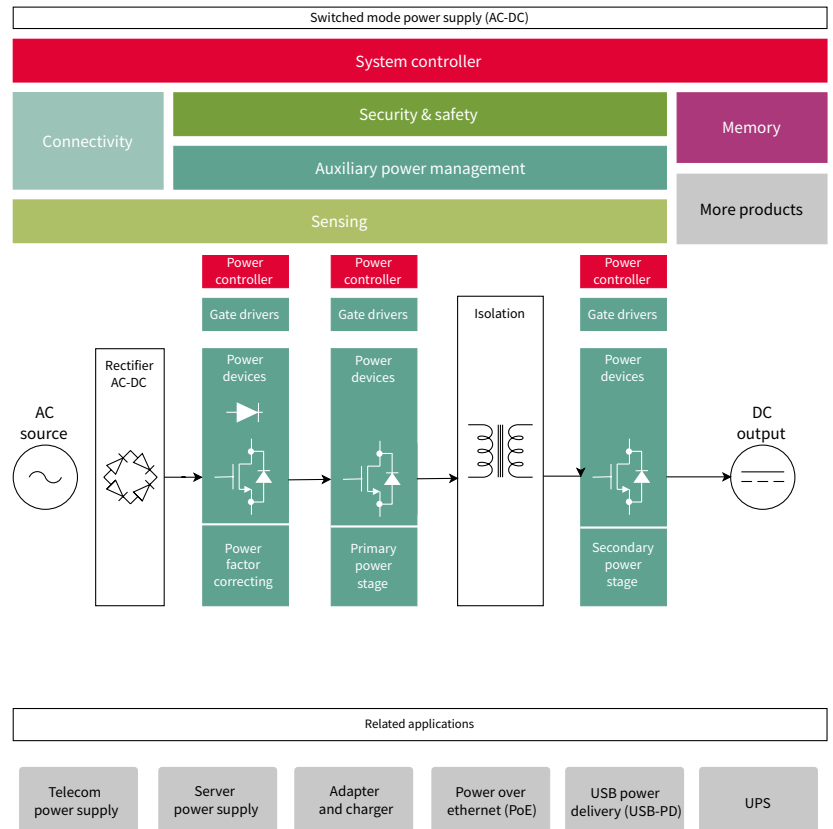 Switched mode power supply (AC-DC)
System controller
Connectivity
Security & safety
Auxiliary power management
Memory
More products
Sensing
Power
controller
Power
controller
Power
controller
Gate drivers
Gate drivers
Isolation
Gate drivers
AC
source
Rectifier
AC-DC
Power
devices
Power
devices
Power
devices
DC
output
Power
factor
correcting
Primary
power
stage
Secondary
power
stage
Related applications
Telecom
power supply
Server
power supply
Adapter
and charger
Power over
ethernet (PoE)
USB power
delivery (USB-PD)
UPS